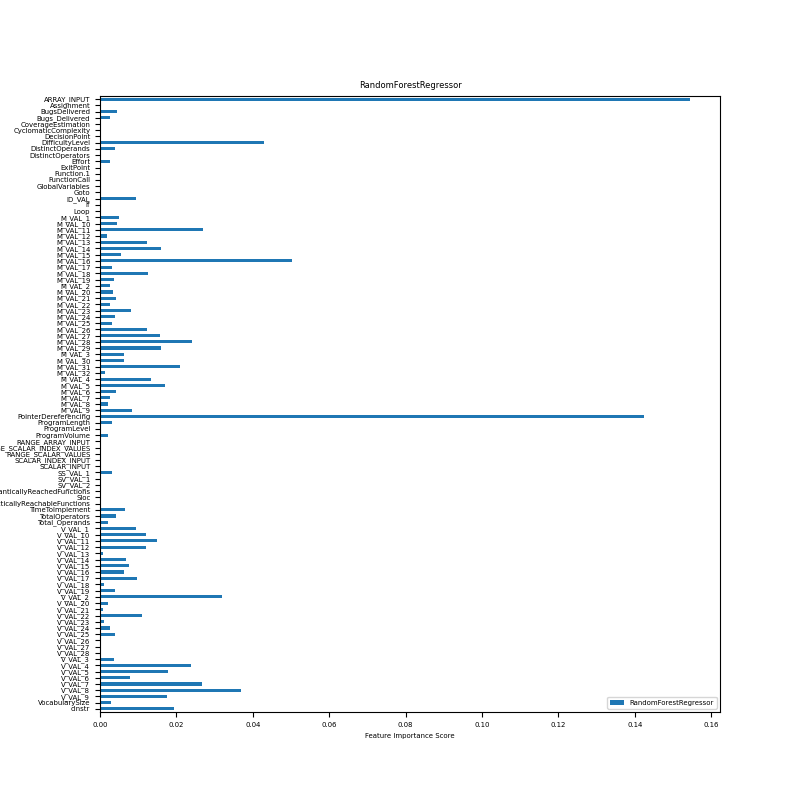 RandomForestRegressor
ARRAY_INPUT
Assignment
BugsDelivered
Bugs_Delivered
CoverageEstimation
CyclomaticComplexity
DecisionPoint
DifficultyLevel
DistinctOperands
DistinctOperators
Effort
ExitPoint
Function.1
FunctionCall
GlobalVariables
Goto
ID_VAL
If
Loop
M_VAL_1
M_VAL_10
M_VAL_11
M_VAL_12
M_VAL_13
M_VAL_14
M_VAL_15
M_VAL_16
M_VAL_17
M_VAL_18
M_VAL_19
M_VAL_2
M_VAL_20
M_VAL_21
M_VAL_22
M_VAL_23
M_VAL_24
M_VAL_25
M_VAL_26
M_VAL_27
M_VAL_28
M_VAL_29
M_VAL_3
M_VAL_30
M_VAL_31
M_VAL_32
M_VAL_4
M_VAL_5
M_VAL_6
M_VAL_7
M_VAL_8
M_VAL_9
PointerDereferencing
ProgramLength
ProgramLevel
ProgramVolume
RANGE_ARRAY_INPUT
E_SCALAR_INDEX_VALUES
RANGE_SCALAR_VALUES
SCALAR_INDEX_INPUT
SCALAR_INPUT
SS_VAL_1
SV_VAL_1
SV_VAL_2
anticallyReachedFunctions
Sloc
ticallyReachableFunctions
TimeToImplement
TotalOperators
Total_Operands
V_VAL_1
V_VAL_10
V_VAL_11
V_VAL_12
V_VAL_13
V_VAL_14
V_VAL_15
V_VAL_16
V_VAL_17
V_VAL_18
V_VAL_19
V_VAL_2
V_VAL_20
V_VAL_21
V_VAL_22
V_VAL_23
V_VAL_24
V_VAL_25
V_VAL_26
V_VAL_27
V_VAL_28
V_VAL_3
V_VAL_4
V_VAL_5
V_VAL_6
V_VAL_7
V_VAL_8
V_VAL_9
VocabularySize
cinstr
RandomForestRegressor
0.00 0.02 0.04 0.06 0.08 0.10 0.12 0.14 0.16
Feature Importance Score